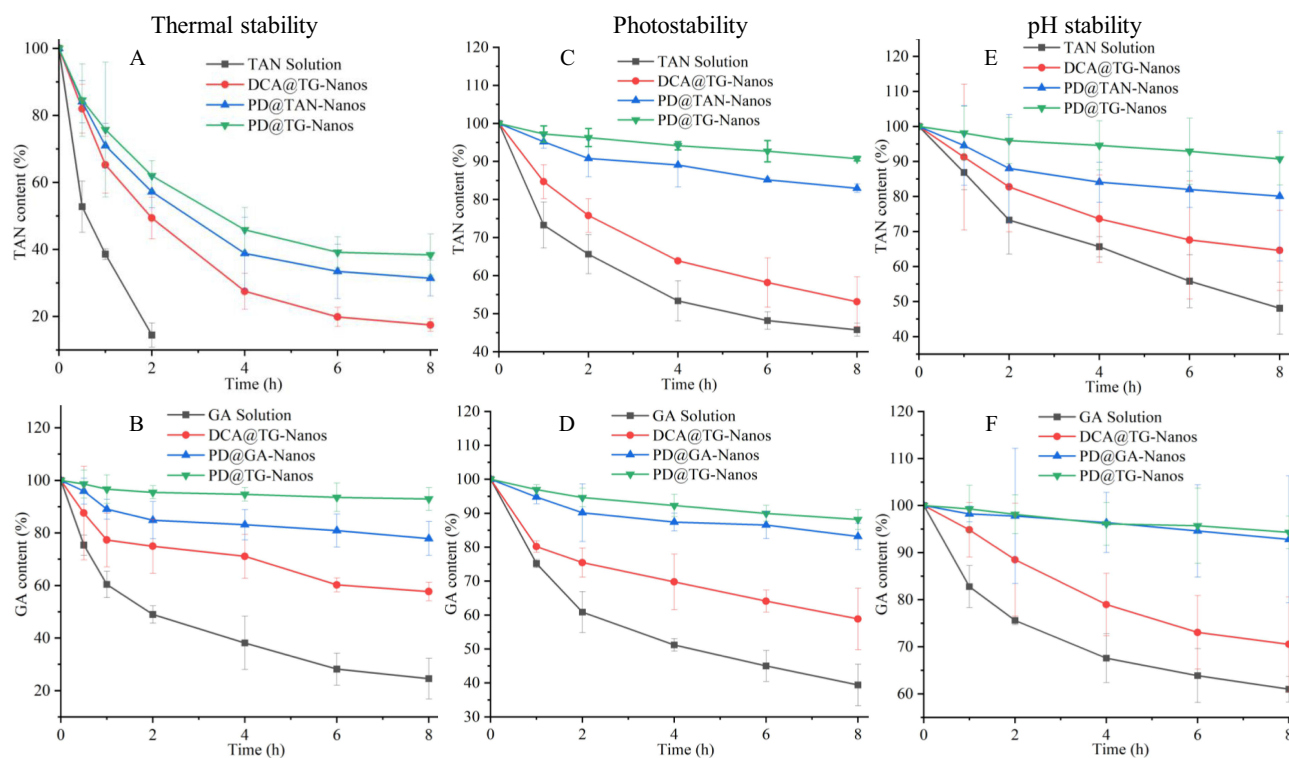 Thermal stability
Photostability
pH stability
A
TAN Solution
DCA@TG-Nanos
PD@TAN-Nanos
PD@TG-Nanos
TAN content (%)
100
80
60
40
20
0 2 4 6 8
Time (h)
C
TAN Solution
DCA@TG-Nanos
PD@TAN-Nanos
PD@TG-Nanos
TAN content (%)
120
110
100
90
80
70
60
50
40
0 2 4 6 8
Time (h)
E
TAN Solution
DCA@TG-Nanos
PD@TAN-Nanos
PD@TG-Nanos
TAN content (%)
120
110
100
90
80
70
60
50
40
0 2 4 6 8
Time (h)
B
GA Solution
DCA@TG-Nanos
PD@GA-Nanos
PD@TG-Nanos
GA content (%)
120
100
80
60
40
20
0 2 4 6 8
Time (h)
D
GA Solution
DCA@TG-Nanos
PD@GA-Nanos
PD@TG-Nanos
GA content (%)
120
110
100
90
80
70
60
50
40
30
0 2 4 6 8
Time (h)
F
GA Solution
DCA@TG-Nanos
PD@GA-Nanos
PD@TG-Nanos
GA content (%)
120
110
100
90
80
70
60
0 2 4 6 8
Time (h)